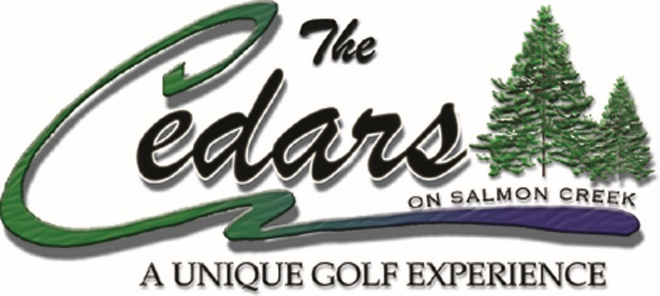 The
Cedars
ON SALMON CREEK
A UNIQUE GOLF EXPERIENCE